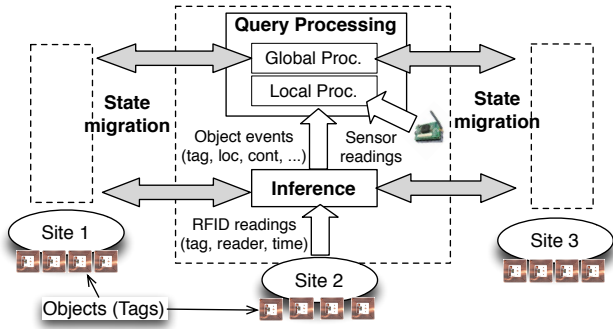 Query Processing
Global Proc.
Local Proc.
State
migration
State
migration
Object events
(tag, loc, cont, ...)
Sensor
readings
Inference
RFID readings
(tag, reader, time)
Site 1
Site 2
Site 3
Objects (Tags)